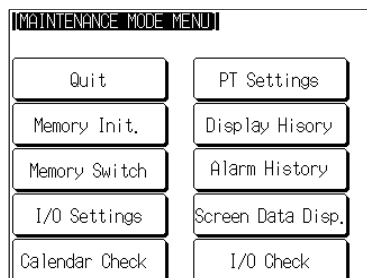 [MAINTENANCE MODE MENU]
Quit
PT Settings
Memory Init.
Display Hisory
Memory Switch
Alarm History
I/O Settings
Screen Data Disp.
Calendar Check
I/O Check